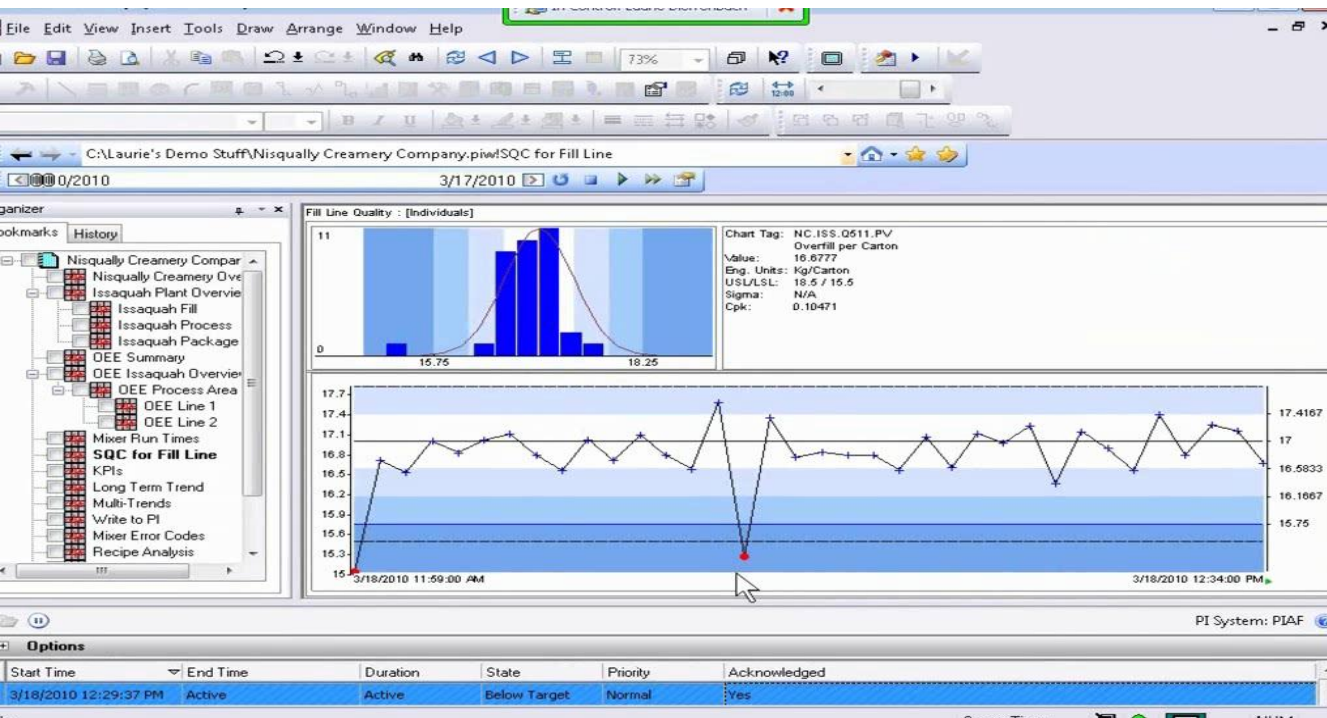 File Edit View Insert Tools Draw Arrange Window Help
73%
12:00
B I U
C:\Laurie's Demo Stuff\Nisqually Creamery Company.piw!SQC for Fill Line
0/2010 3/17/2010
ganizer
ookmarks History
Nisqually Creamery Compar
Nisqually Creamery Ove
Issaquah Plant Overvie
Issaquah Fill
Issaquah Process
Issaquah Package
OEE Summary
OEE Issaquah Overvie
OEE Process Area
OEE Line 1
OEE Line 2
Mixer Run Times
SQC for Fill Line
KPIs
Long Term Trend
Multi-Trends
Write to PI
Mixer Error Codes
Recipe Analysis
Fill Line Quality : [Individuals]
11
0
15.75 18.25
Chart Tag: NC.ISS.Q511.PV
Overfill per Carton
Value: 16.6777
Eng. Units: Kg/Carton
USL/LSL: 18.5 / 15.5
Sigma: N/A
Cpk: 0.10471
17.7
17.4
17.1
16.8
16.5
16.2
15.9
15.6
15.3
15
17.4167
17
16.5833
16.1667
15.75
3/18/2010 11:59:00 AM 3/18/2010 12:34:00 PM
PI System: PIAF
Options
Start Time End Time Duration State Priority Acknowledged
3/18/2010 12:29:37 PM Active Active Below Target Normal Yes